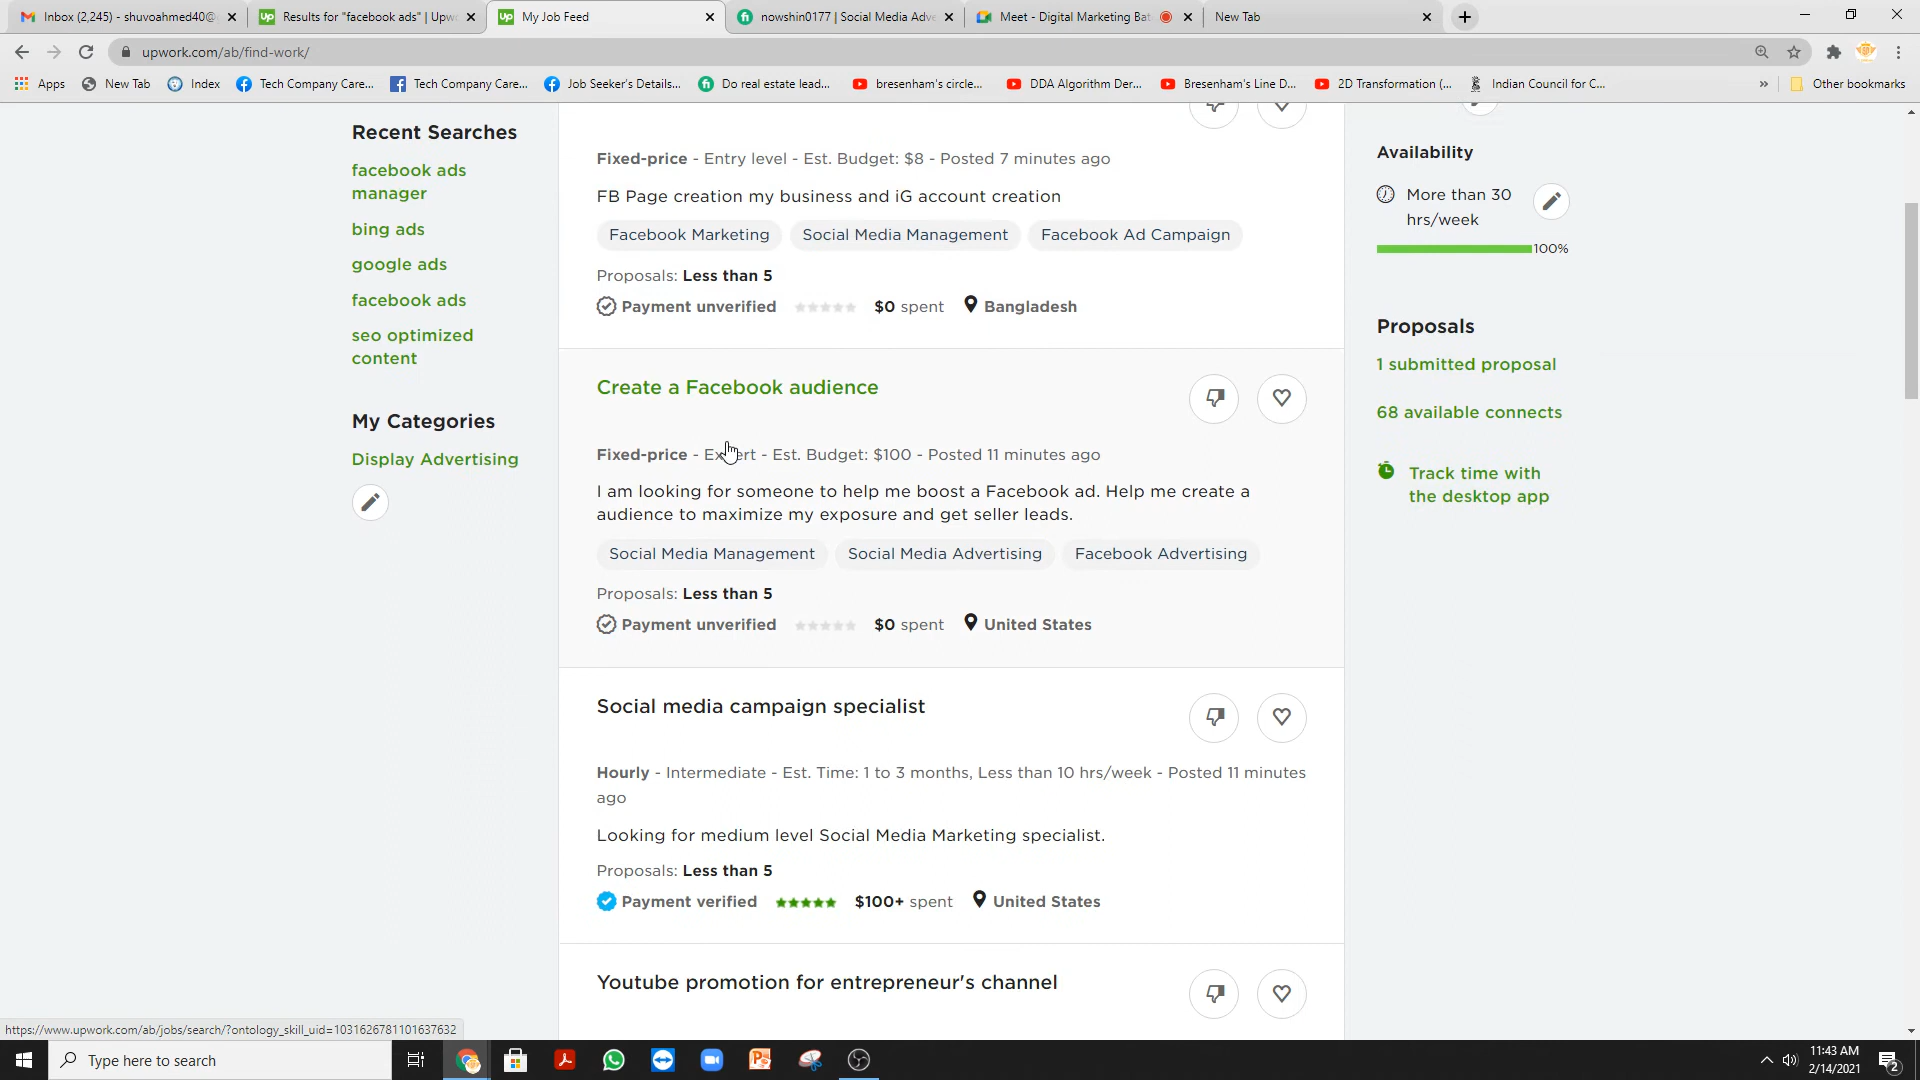 Inbox (2,245) - shuvoahmed40@
Results for "facebook ads" | Upwo
My Job Feed
nowshin0177 | Social Media Adve
Meet - Digital Marketing Bat
New Tab
upwork.com/ab/find-work/
Apps
New Tab
Index
Tech Company Care...
Tech Company Care...
Job Seeker's Details...
Do real estate lead...
bresenham's circle...
DDA Algorithm Der...
Bresenham's Line D...
2D Transformation (...
Indian Council for C...
»
Other bookmarks
Recent Searches
facebook ads
manager
bing ads
google ads
facebook ads
seo optimized
content
My Categories
Display Advertising
Fixed-price - Entry level - Est. Budget: $8 - Posted 7 minutes ago
FB Page creation my business and iG account creation
Facebook Marketing
Social Media Management
Facebook Ad Campaign
Proposals: Less than 5
Payment unverified $0 spent Bangladesh
Create a Facebook audience
Fixed-price - Expert - Est. Budget: $100 - Posted 11 minutes ago
I am looking for someone to help me boost a Facebook ad. Help me create a
audience to maximize my exposure and get seller leads.
Social Media Management
Social Media Advertising
Facebook Advertising
Proposals: Less than 5
Payment unverified $0 spent United States
Social media campaign specialist
Hourly - Intermediate - Est. Time: 1 to 3 months, Less than 10 hrs/week - Posted 11 minutes
ago
Looking for medium level Social Media Marketing specialist.
Proposals: Less than 5
Payment verified $100+ spent United States
Youtube promotion for entrepreneur's channel
Availability
More than 30
hrs/week
100%
Proposals
1 submitted proposal
68 available connects
Track time with
the desktop app
https://www.upwork.com/ab/jobs/search/?ontology_skill_uid=1031626781101637632
Type here to search
11:43 AM
2/14/2021
2